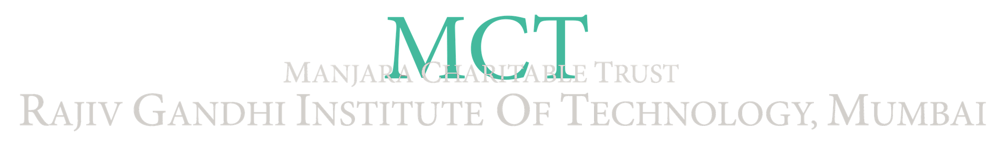 MCT
MANJARA CHARITABLE TRUST
RAJIV GANDHI INSTITUTE OF TECHNOLOGY, MUMBAI